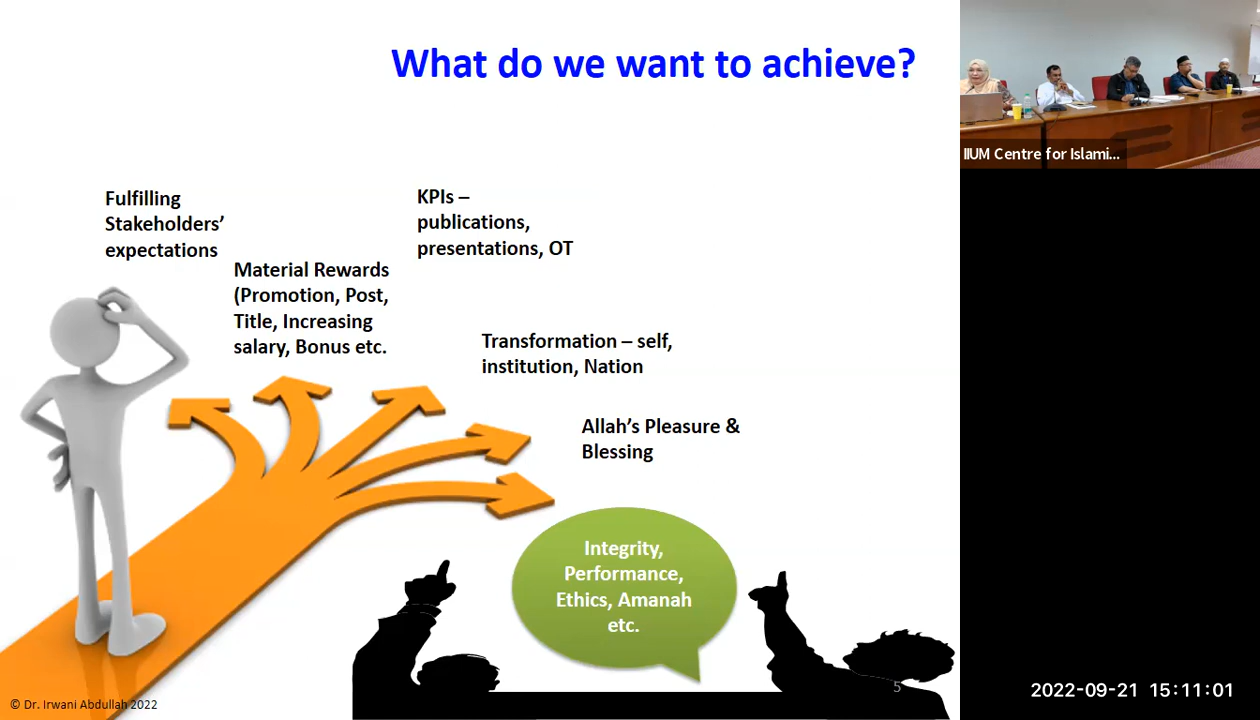 What do we want to achieve?
IIUM Centre for Islami...
Fulfilling
Stakeholders’
expectations
KPIs –
publications,
presentations, OT
Material Rewards
(Promotion, Post,
Title, Increasing
salary, Bonus etc.
Transformation – self,
institution, Nation
Allah’s Pleasure &
Blessing
Integrity,
Performance,
Ethics, Amanah
etc.
5
© Dr. Irwani Abdullah 2022
2022-09-21 15:11:01